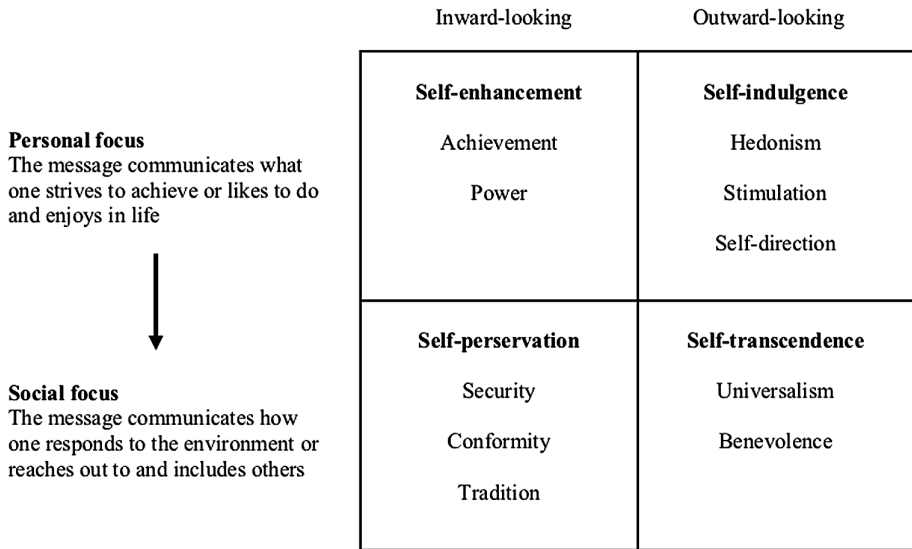 Inward-looking
Outward-looking
Personal focus
The message communicates what
one strives to achieve or likes to do
and enjoys in life
Self-enhancement
Achievement
Power
Self-indulgence
Hedonism
Stimulation
Self-direction
Social focus
The message communicates how
one responds to the environment or
reaches out to and includes others
Self-perservation
Security
Conformity
Tradition
Self-transcendence
Universalism
Benevolence